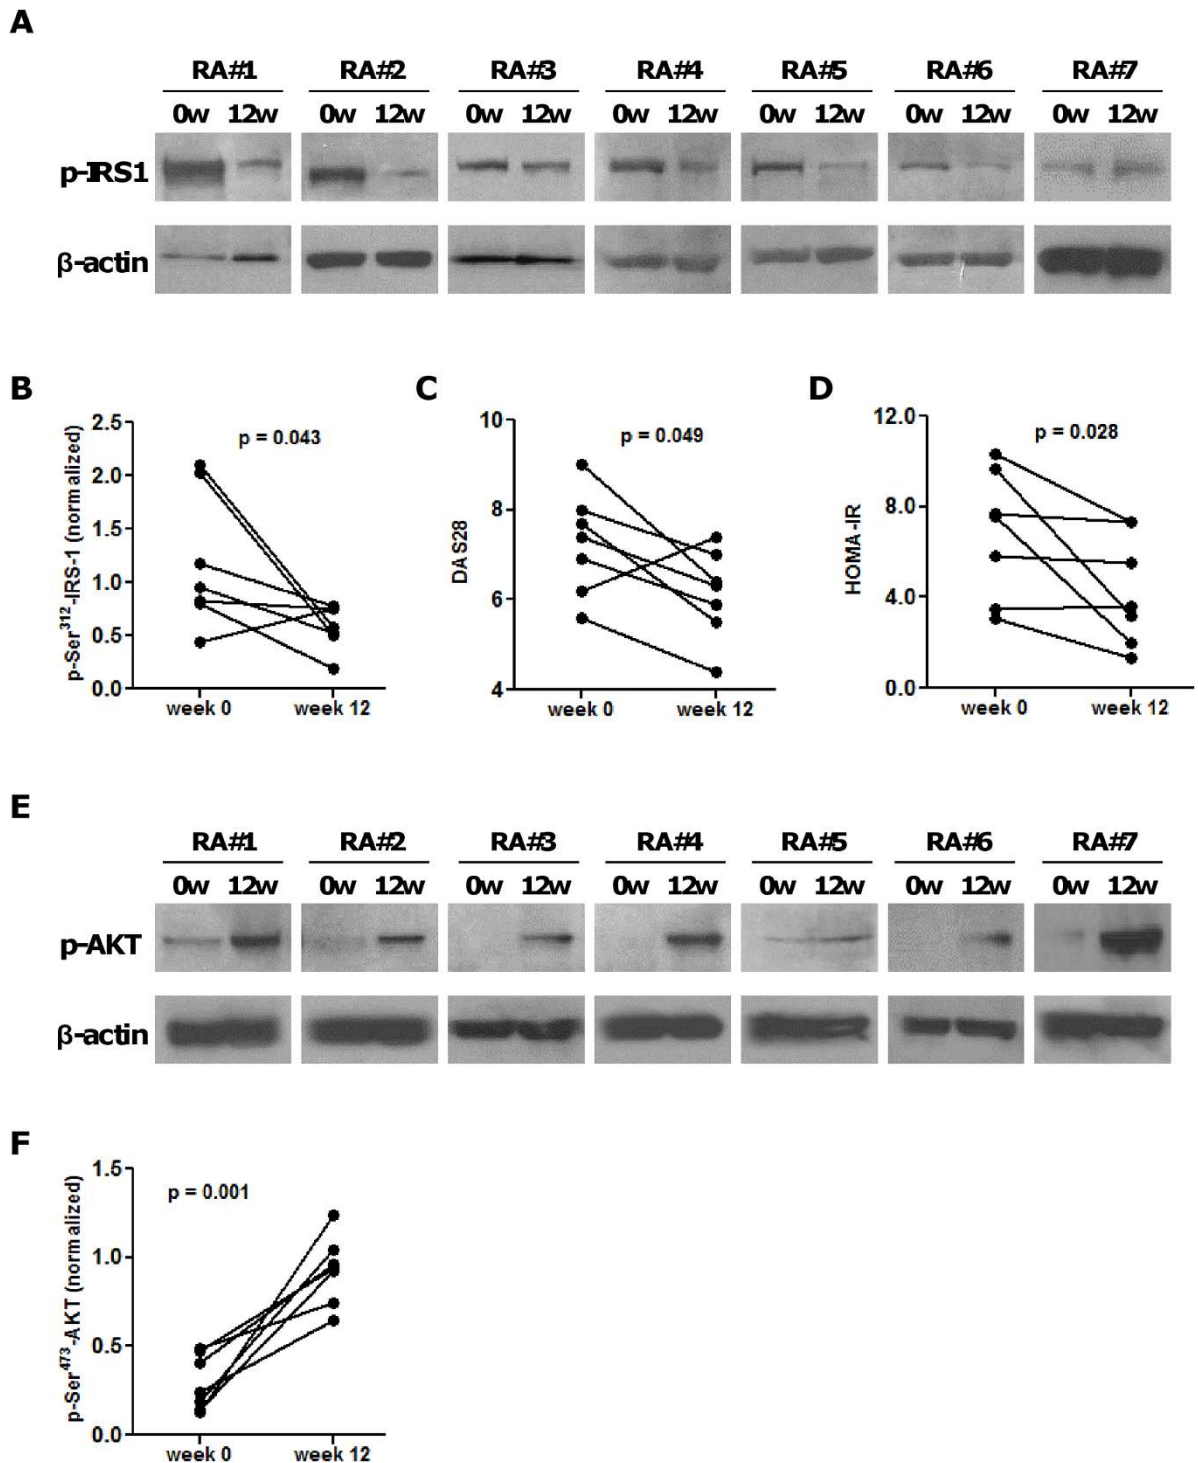 A
RA#1 RA#2 RA#3 RA#4 RA#5 RA#6 RA#7
0w 12w 0w 12w 0w 12w 0w 12w 0w 12w 0w 12w 0w 12w
p-IRS1
β-actin
B
p-Ser³¹²-IRS-1 (normalized)
2.5
2.0
1.5
1.0
0.5
0.0
p = 0.043
week 0 week 12
C
DAS28
10
8
6
4
p = 0.049
week 0 week 12
D
HOMA-IR
12.0
8.0
4.0
0.0
p = 0.028
week 0 week 12
E
RA#1 RA#2 RA#3 RA#4 RA#5 RA#6 RA#7
0w 12w 0w 12w 0w 12w 0w 12w 0w 12w 0w 12w 0w 12w
p-AKT
β-actin
F
p-Ser⁴⁷³-AKT (normalized)
1.5
1.0
0.5
0.0
p = 0.001
week 0 week 12